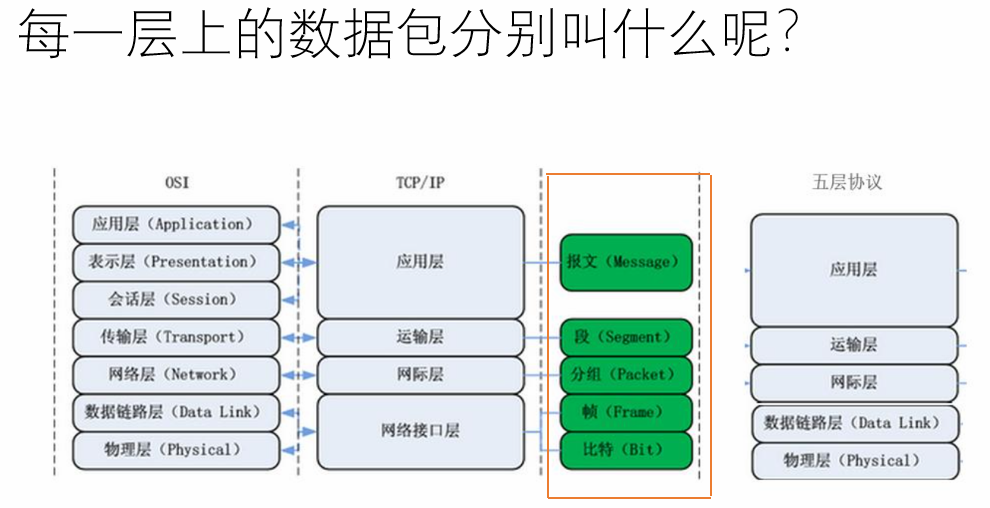 每一层上的数据包分别叫什么呢？
OSI
应用层（Application）
表示层（Presentation）
会话层（Session）
传输层（Transport）
网络层（Network）
数据链路层（Data Link）
物理层（Physical）
TCP/IP
应用层
运输层
网际层
网络接口层
报文（Message）
段（Segment）
分组（Packet）
帧（Frame）
比特（Bit）
五层协议
应用层
运输层
网际层
数据链路层（Data Link）
物理层（Physical）